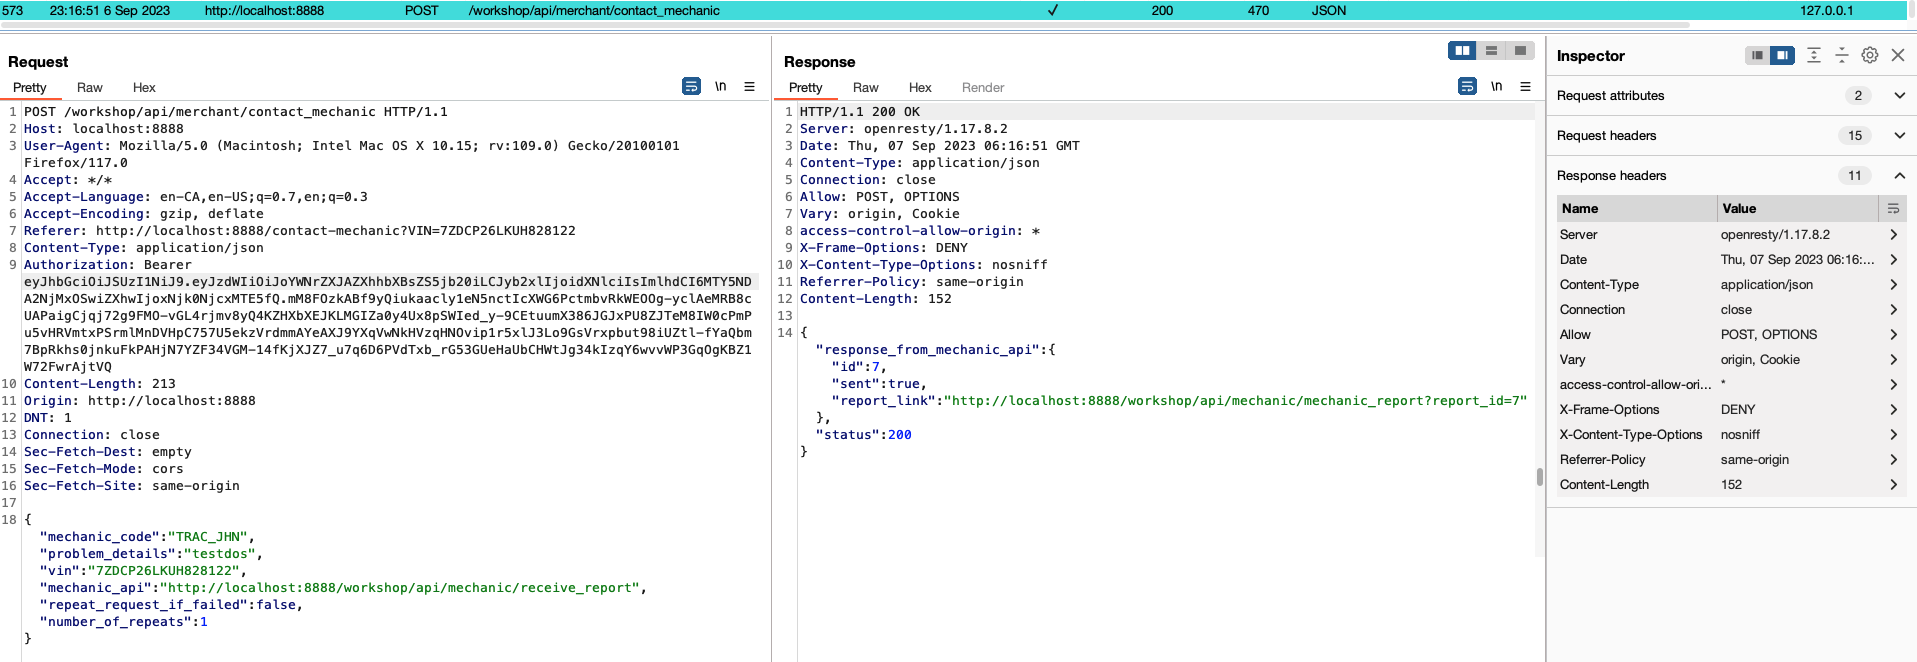 573 23:16:51 6 Sep 2023 http://localhost:8888 POST /workshop/api/merchant/contact_mechanic ✓ 200 470 JSON 127.0.0.1
Request
Pretty Raw Hex \n
1 POST /workshop/api/merchant/contact_mechanic HTTP/1.1
2 Host: localhost:8888
3 User-Agent: Mozilla/5.0 (Macintosh; Intel Mac OS X 10.15; rv:109.0) Gecko/20100101
Firefox/117.0
4 Accept: */*
5 Accept-Language: en-CA,en-US;q=0.7,en;q=0.3
6 Accept-Encoding: gzip, deflate
7 Referer: http://localhost:8888/contact-mechanic?VIN=7ZDCP26LKUH828122
8 Content-Type: application/json
9 Authorization: Bearer
eyJhbGciOiJSUzI1NiJ9.eyJzdWIiOiJoYWNrZXJAZXhhbXBsZS5jb20iLCJyb2xlIjoidXNlciIsImlhdCI6MTY5ND
A2NjMxOSwiZXhwIjoxNjk0NjcxMTE5fQ.mM8FOzkABf9yQiukaacly1eN5nctIcXWG6PctmbvRkWEOOg-yclAeMRB8c
UAPaigCjqj72g9FMO-vGL4rjmv8yQ4KZHXbXEJKLMGIZa0y4Ux8pSWIed_y-9CEtuumX386JGJxPU8ZJTeM8IW0cPmP
u5vHRVmtxPSrmlMnDVHpC757U5ekzVrdmmAYeAXJ9YXqVwNkHVzqHNOvip1r5xlJ3Lo9GsVrxpbut98iUZtl-fYaQbm
7BpRkhs0jnkuFkPAHjN7YZF34VGM-14fKjXJZ7_u7q6D6PVdTxb_rG53GUeHaUbCHWtJg34kIzqY6wvvWP3GqOgKBZ1
W72FwrAjtVQ
10 Content-Length: 213
11 Origin: http://localhost:8888
12 DNT: 1
13 Connection: close
14 Sec-Fetch-Dest: empty
15 Sec-Fetch-Mode: cors
16 Sec-Fetch-Site: same-origin
17
18 {
"mechanic_code":"TRAC_JHN",
"problem_details":"testdos",
"vin":"7ZDCP26LKUH828122",
"mechanic_api":"http://localhost:8888/workshop/api/mechanic/receive_report",
"repeat_request_if_failed":false,
"number_of_repeats":1
}
Response
Pretty Raw Hex Render \n
1 HTTP/1.1 200 OK
2 Server: openresty/1.17.8.2
3 Date: Thu, 07 Sep 2023 06:16:51 GMT
4 Content-Type: application/json
5 Connection: close
6 Allow: POST, OPTIONS
7 Vary: origin, Cookie
8 access-control-allow-origin: *
9 X-Frame-Options: DENY
10 X-Content-Type-Options: nosniff
11 Referrer-Policy: same-origin
12 Content-Length: 152
13
14 {
"response_from_mechanic_api":{
"id":7,
"sent":true,
"report_link":"http://localhost:8888/workshop/api/mechanic/mechanic_report?report_id=7"
},
"status":200
}
Inspector
Request attributes 2
Request headers 15
Response headers 11
Name Value
Server openresty/1.17.8.2
Date Thu, 07 Sep 2023 06:16:...
Content-Type application/json
Connection close
Allow POST, OPTIONS
Vary origin, Cookie
access-control-allow-ori... *
X-Frame-Options DENY
X-Content-Type-Options nosniff
Referrer-Policy same-origin
Content-Length 152